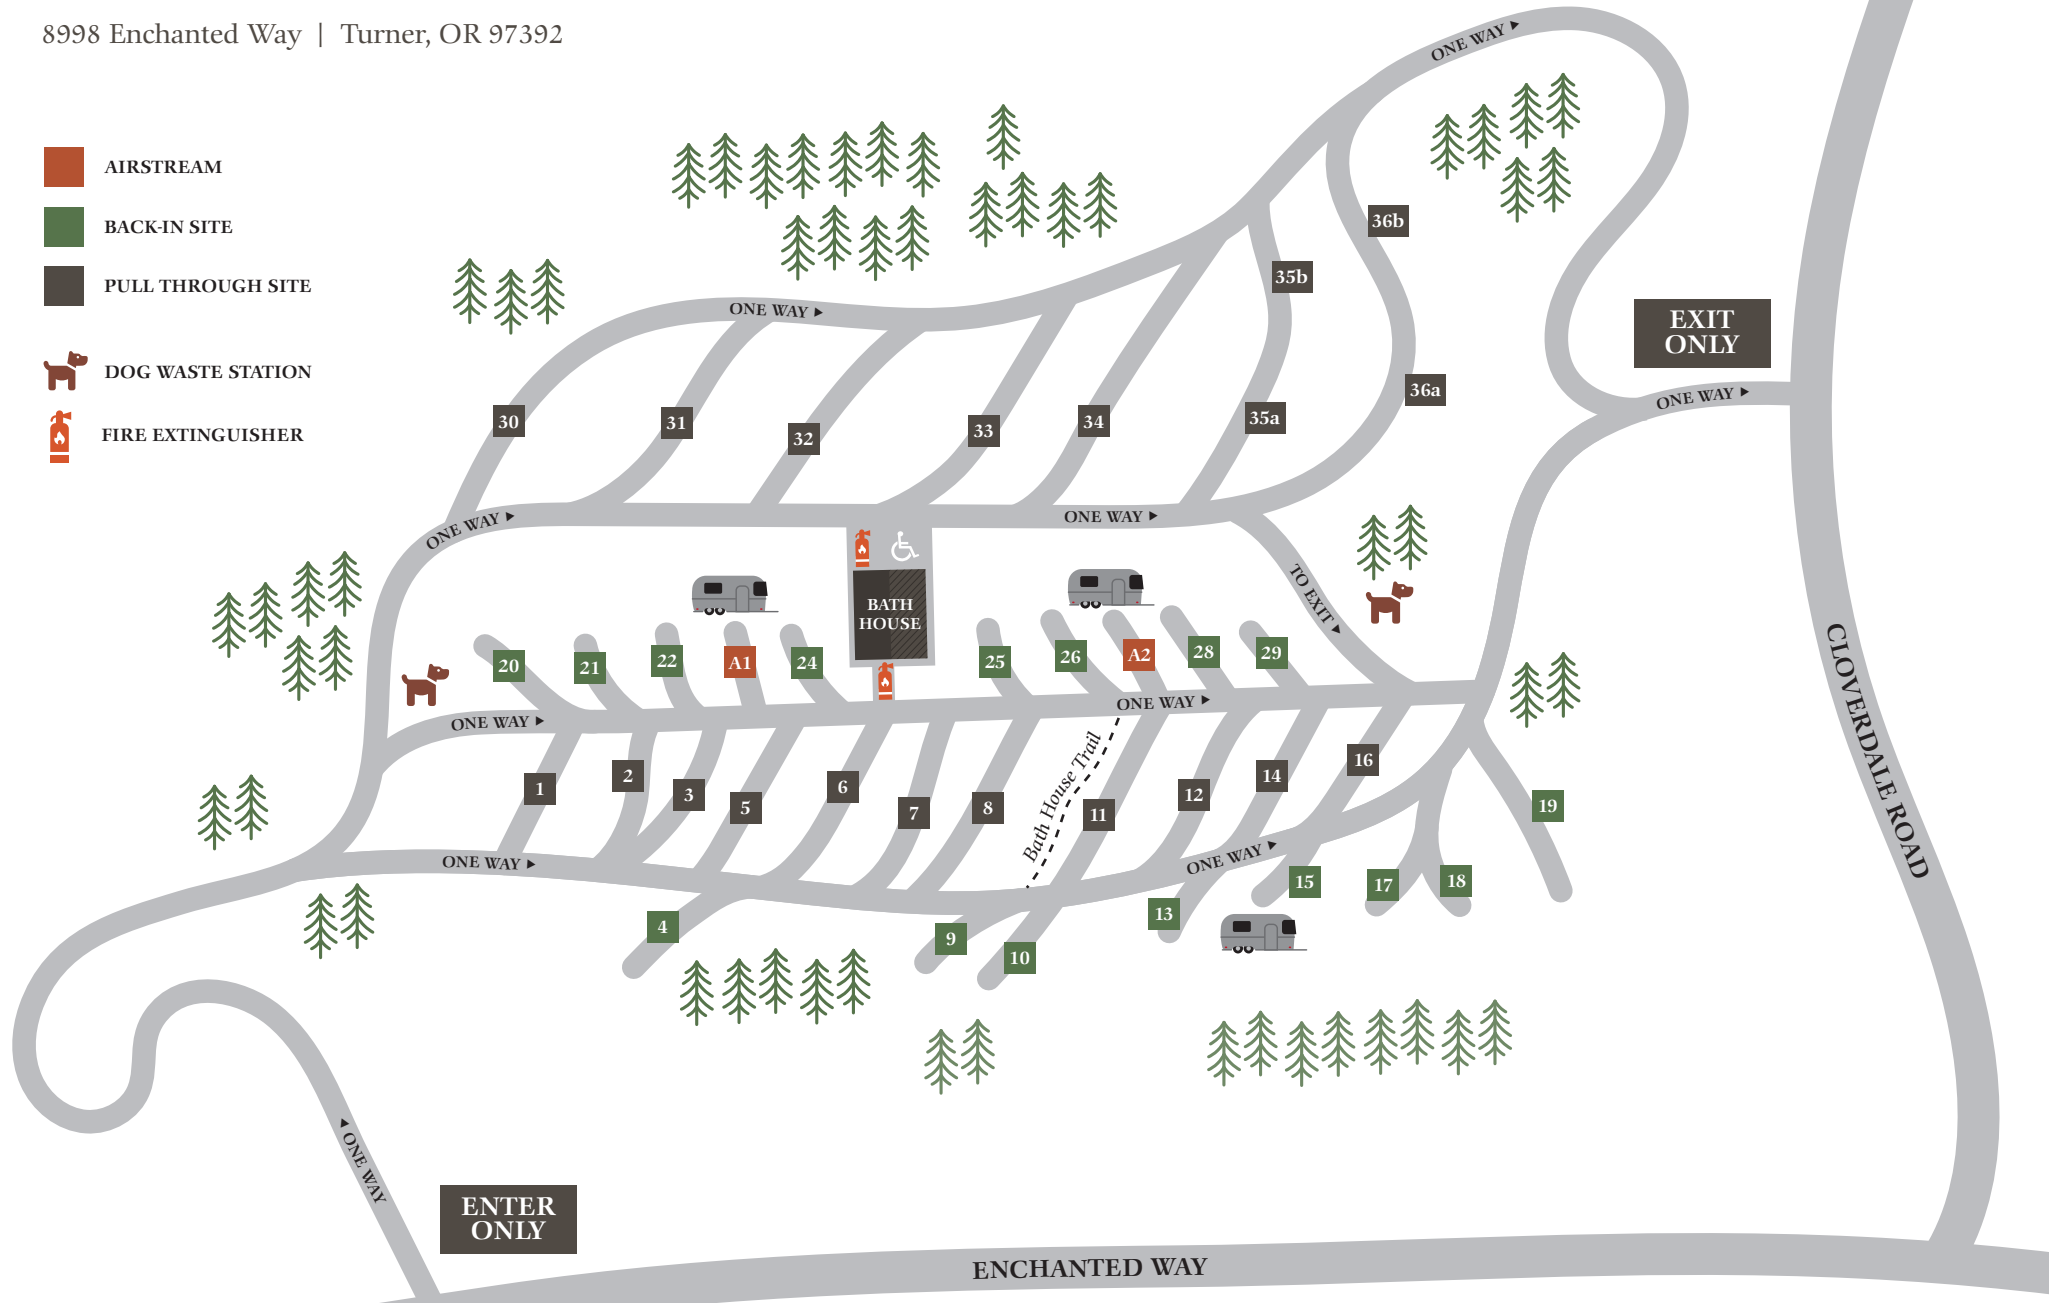 8998 Enchanted Way | Turner, OR 97392
AIRSTREAM
BACK-IN SITE
PULL THROUGH SITE
DOG WASTE STATION
FIRE EXTINGUISHER
ONE WAY
ONE WAY
36b
35b
EXIT
ONLY
36a
ONE WAY
30
31
32
33
34
35a
ONE WAY
ONE WAY
TO EXIT
BATH
HOUSE
20
21
22
A1
24
25
26
A2
28
29
ONE WAY
ONE WAY
Bath House Trail
1
2
3
5
6
7
8
11
12
14
16
19
ONE WAY
ONE WAY
4
9
10
13
15
17
18
CLOVERDALE ROAD
ONE WAY
ENTER
ONLY
ENCHANTED WAY